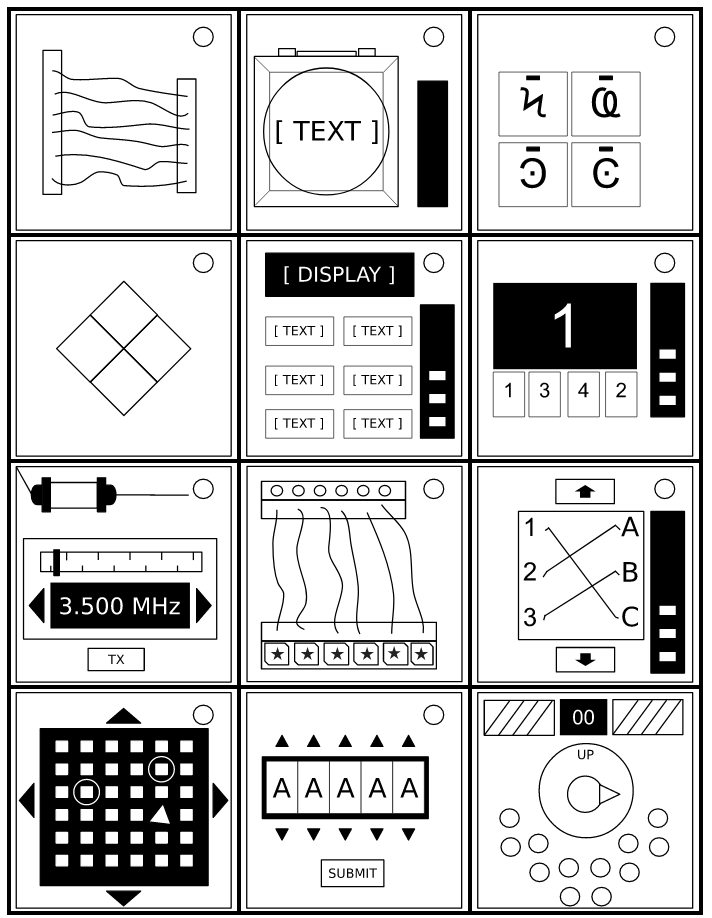 [ TEXT ]
Ϟ Ҩ
Ͽ Ͼ
[ DISPLAY ]
[ TEXT ] [ TEXT ]
[ TEXT ] [ TEXT ]
[ TEXT ] [ TEXT ]
1
1 3 4 2
3.500 MHz
TX
1 A
2 B
3 C
A A A A A
SUBMIT
00
UP